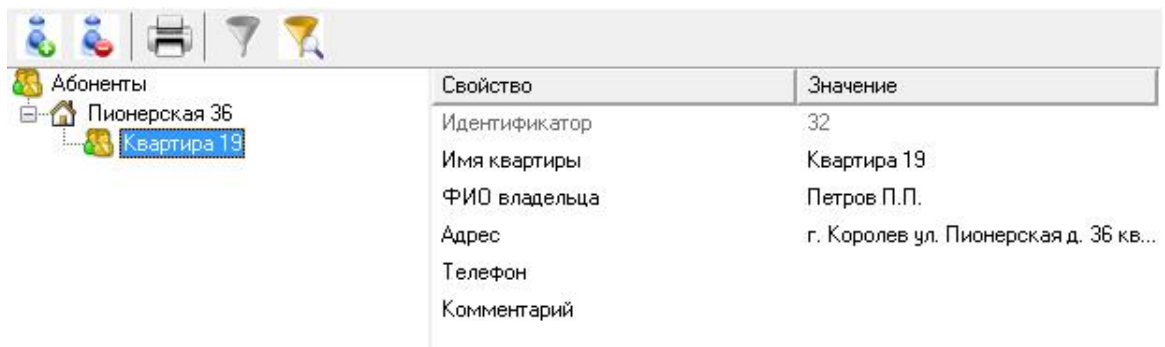 Абоненты
Пионерская 36
Квартира 19
Свойство Значение
Идентификатор 32
Имя квартиры Квартира 19
ФИО владельца Петров П.П.
Адрес г. Королев ул. Пионерская д. 36 кв...
Телефон
Комментарий